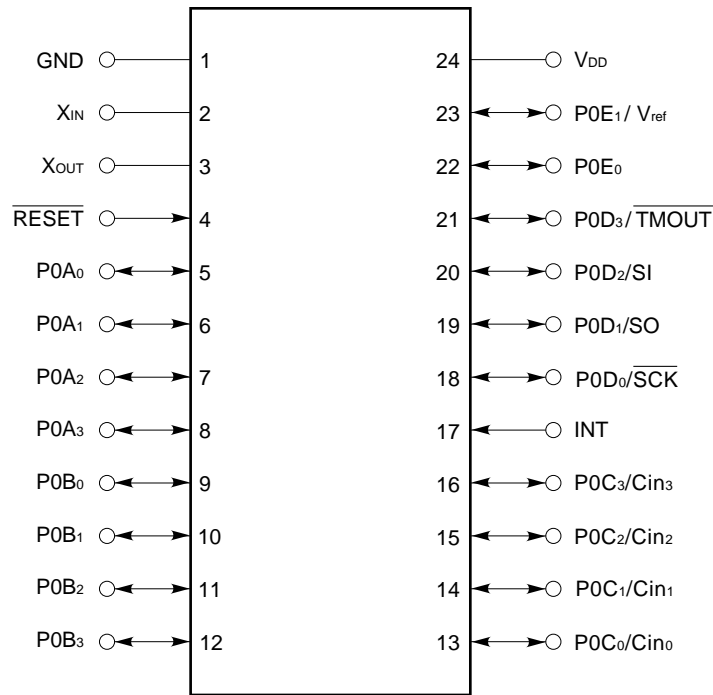 GND 1 24 VDD
XIN 2 23 P0E1/ Vref
XOUT 3 22 P0E0
RESET 4 21 P0D3/TMOUT
P0A0 5 20 P0D2/SI
P0A1 6 19 P0D1/SO
P0A2 7 18 P0D0/SCK
P0A3 8 17 INT
P0B0 9 16 P0C3/Cin3
P0B1 10 15 P0C2/Cin2
P0B2 11 14 P0C1/Cin1
P0B3 12 13 P0C0/Cin0